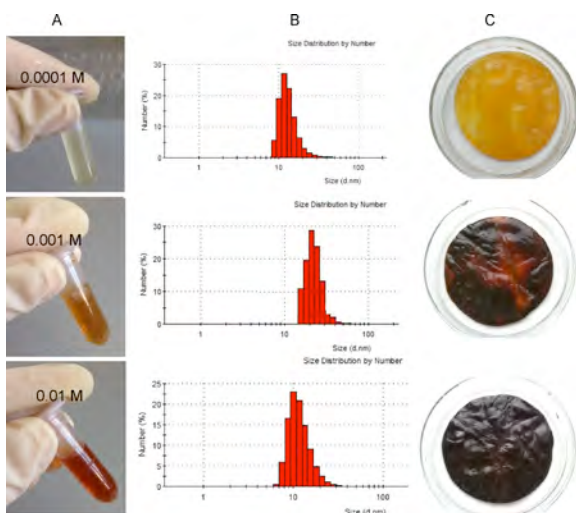 A B C
0.0001 M
Size Distribution by Number
Number (%)
30
20
10
0
1 10 100
Size (d.nm)
0.001 M
Size Distribution by Number
Number (%)
30
20
10
0
1 10 100
Size (d.nm)
Size Distribution by Number
0.01 M
Number (%)
25
20
15
10
5
0
1 10 100
Size (d.nm)